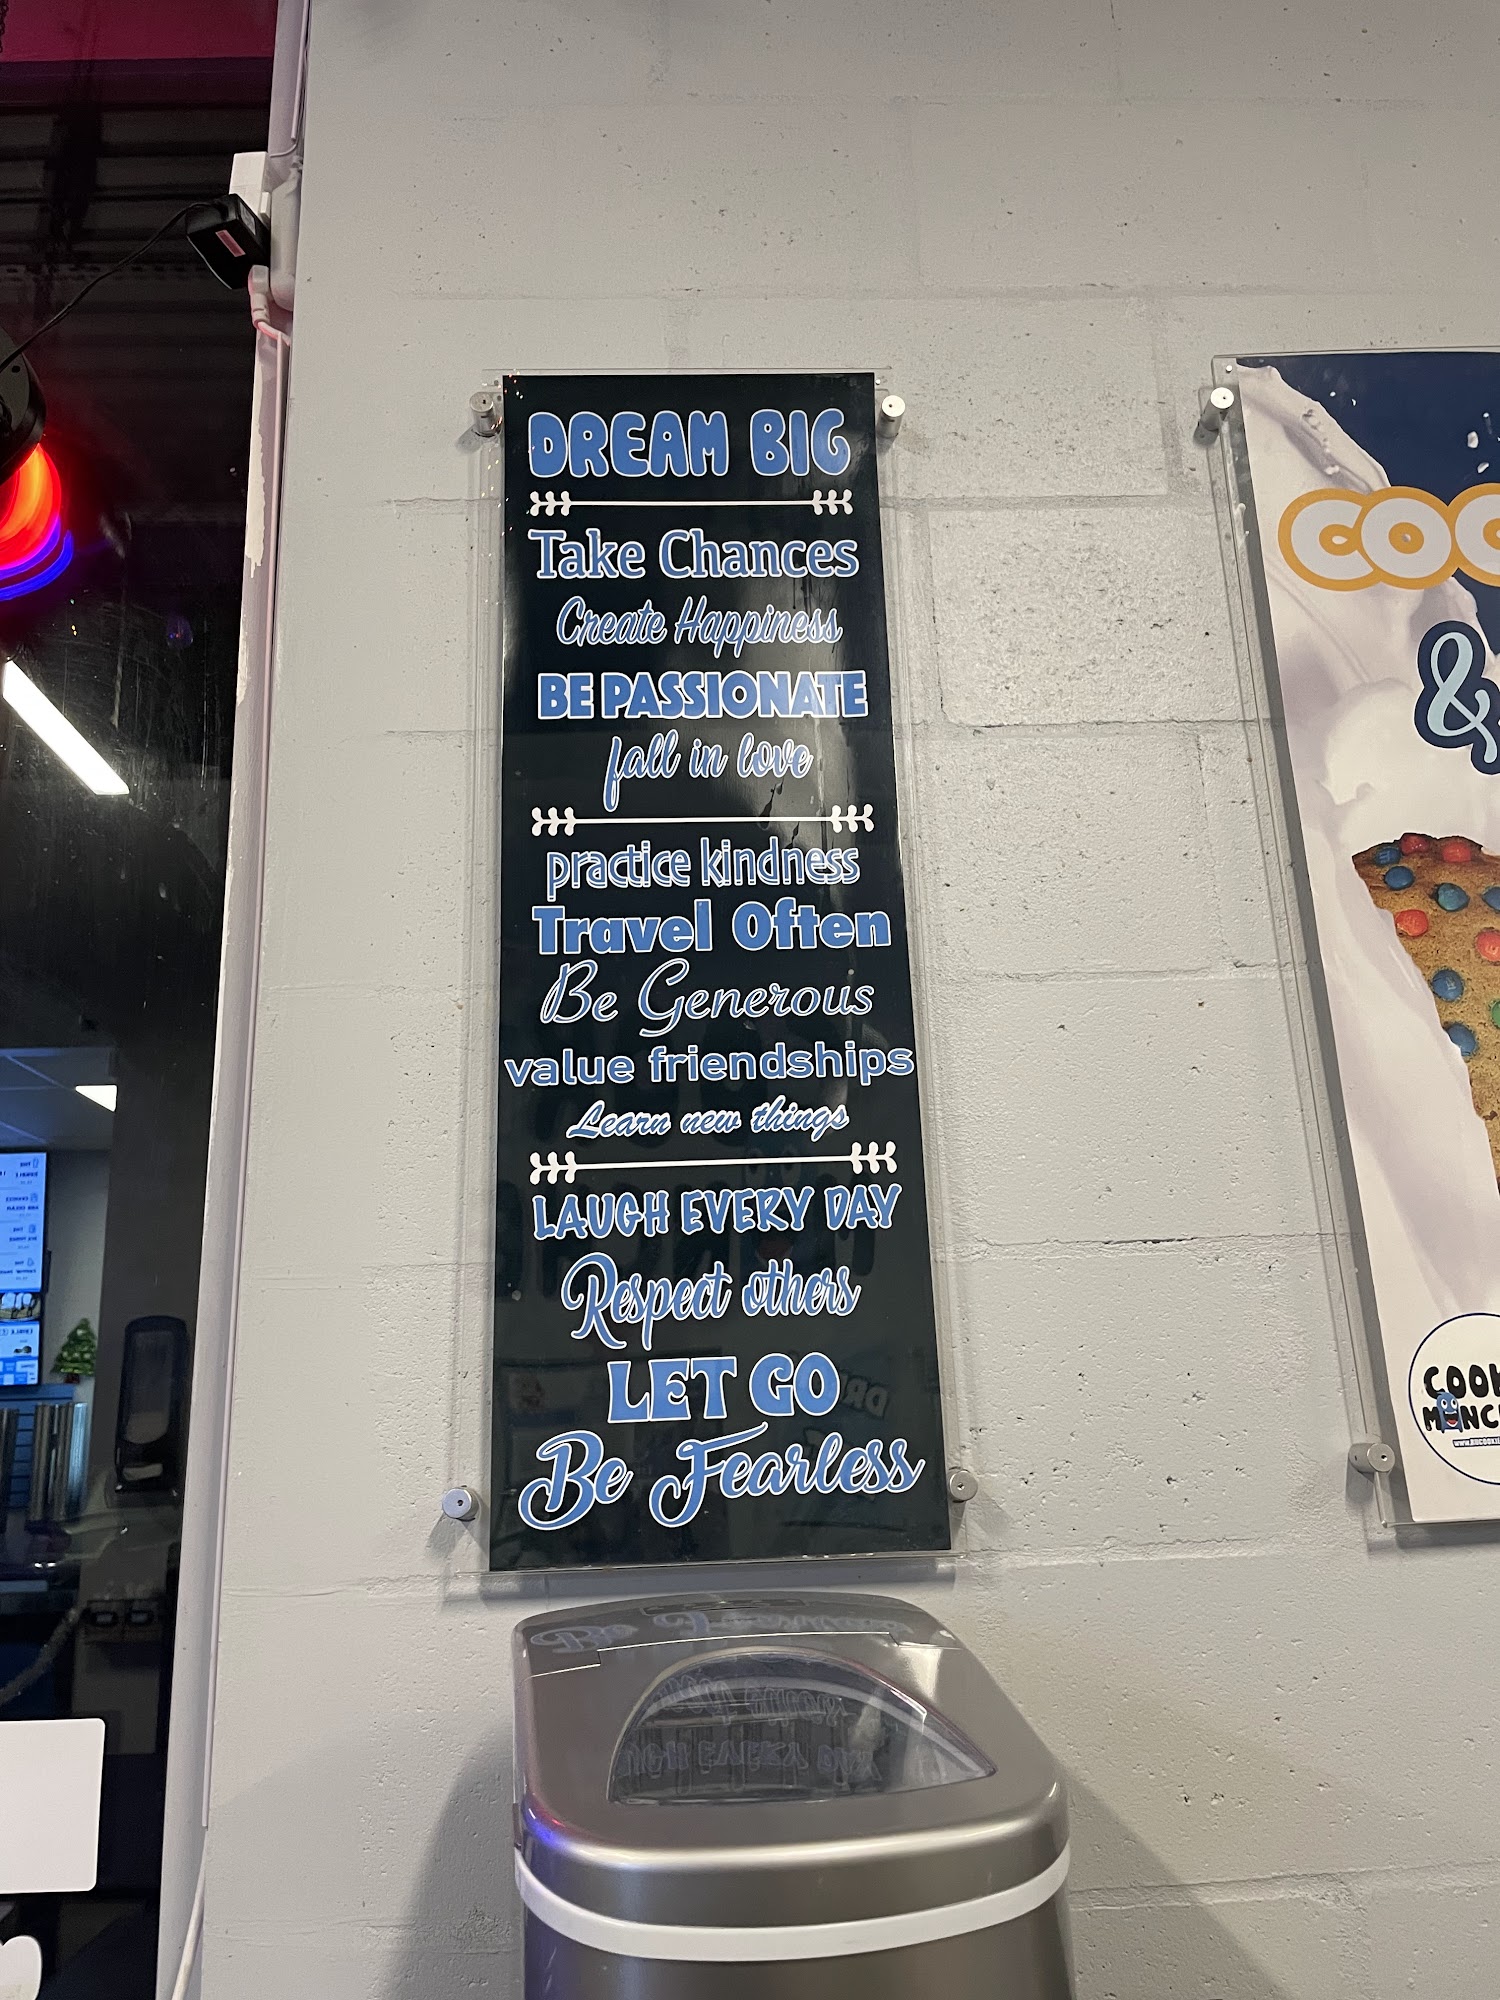 DREAM BIG
Take Chances
Create Happiness
BE PASSIONATE
fall in love
practice kindness
Travel Often
Be Generous
value friendships
Learn new things
LAUGH EVERY DAY
Respect others
LET GO
Be Fearless
&